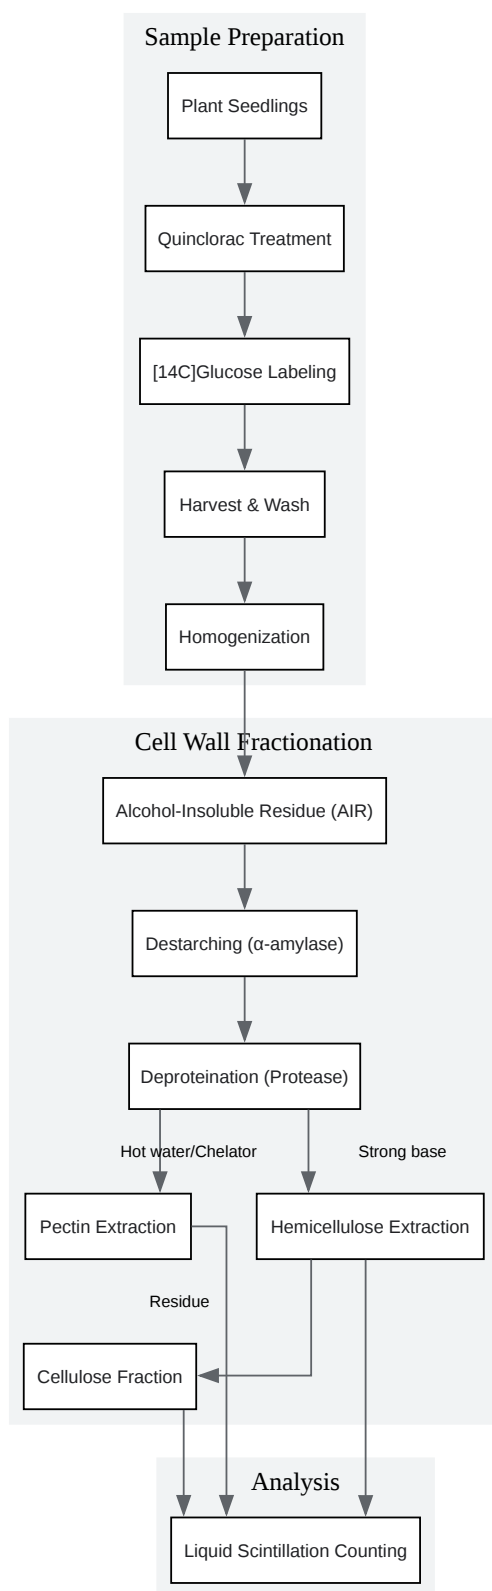 Sample Preparation
Plant Seedlings
Quinclorac Treatment
[14C]Glucose Labeling
Harvest & Wash
Homogenization
Cell Wall Fractionation
Alcohol-Insoluble Residue (AIR)
Destarching (α-amylase)
Deproteination (Protease)
Hot water/Chelator
Strong base
Pectin Extraction
Hemicellulose Extraction
Residue
Cellulose Fraction
Analysis
Liquid Scintillation Counting